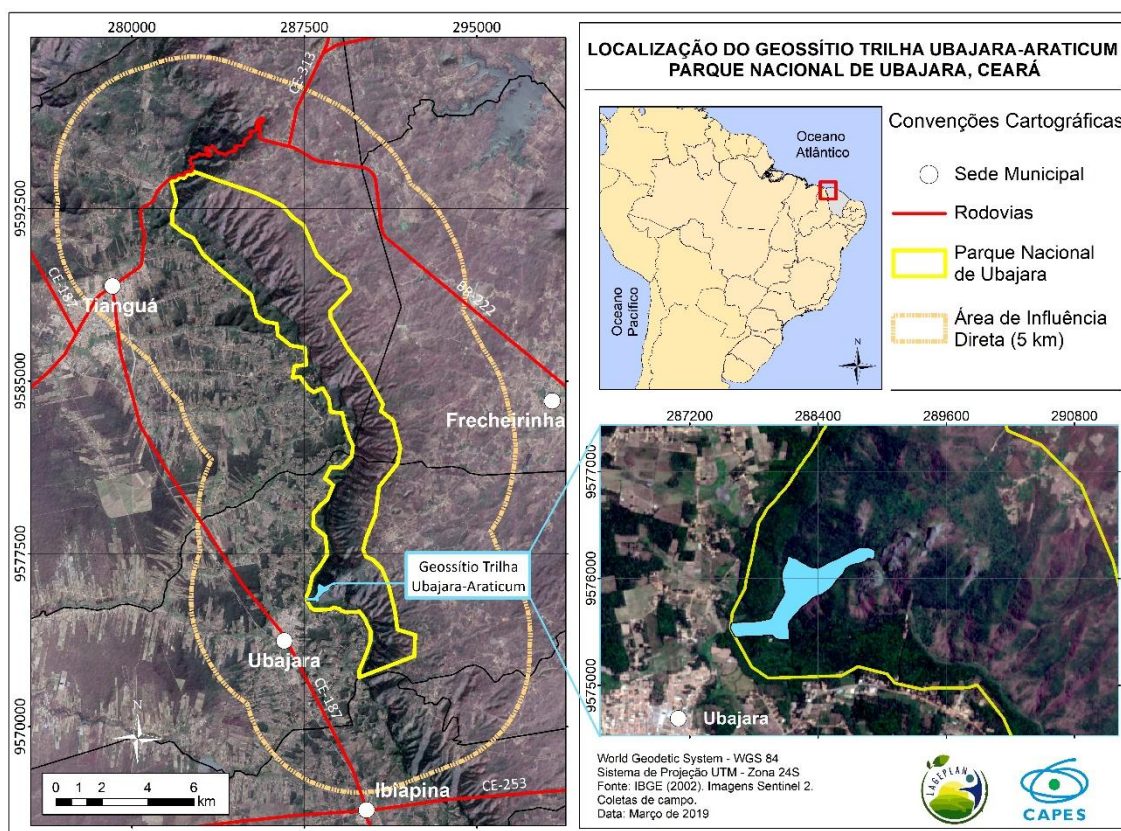 LOCALIZAÇÃO DO GEOSSÍTIO TRILHA UBAJARA-ARATICUM
PARQUE NACIONAL DE UBAJARA, CEARÁ
280000
287500
295000
9592500
9585000
9577500
9570000
CE-313
CE-187
Tianguá
BR-222
Frecheirinha
Geossítio Trilha
Ubajara-Araticum
Ubajara
CE-187
Ibiapina
CE-253
N
0 1 2 4 6
km
Oceano
Atlântico
Oceano
Pacífico
N
Convenções Cartográficas
Sede Municipal
Rodovias
Parque Nacional
de Ubajara
Área de Influência
Direta (5 km)
287200
288400
289600
290800
9577000
9576000
9575000
Ubajara
World Geodetic System - WGS 84
Sistema de Projeção UTM - Zona 24S
Fonte: IBGE (2002). Imagens Sentinel 2.
Coletas de campo.
Data: Março de 2019
LAGEPLAN
CAPES